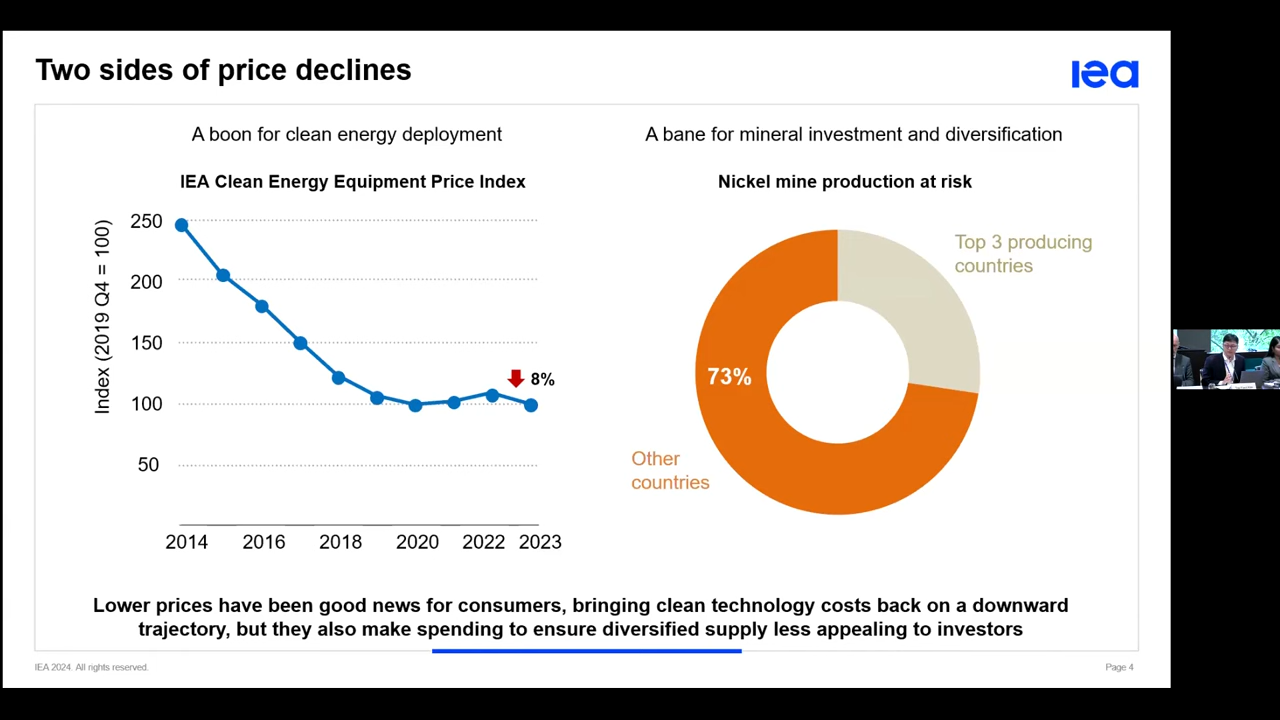 Two sides of price declines
iea
A boon for clean energy deployment
IEA Clean Energy Equipment Price Index
Index (2019 Q4 = 100)
250
200
150
100
50
8%
2014
2016
2018
2020
2022
2023
A bane for mineral investment and diversification
Nickel mine production at risk
Top 3 producing
countries
73%
Other
countries
Lower prices have been good news for consumers, bringing clean technology costs back on a downward
trajectory, but they also make spending to ensure diversified supply less appealing to investors
IEA 2024. All rights reserved.
Page 4